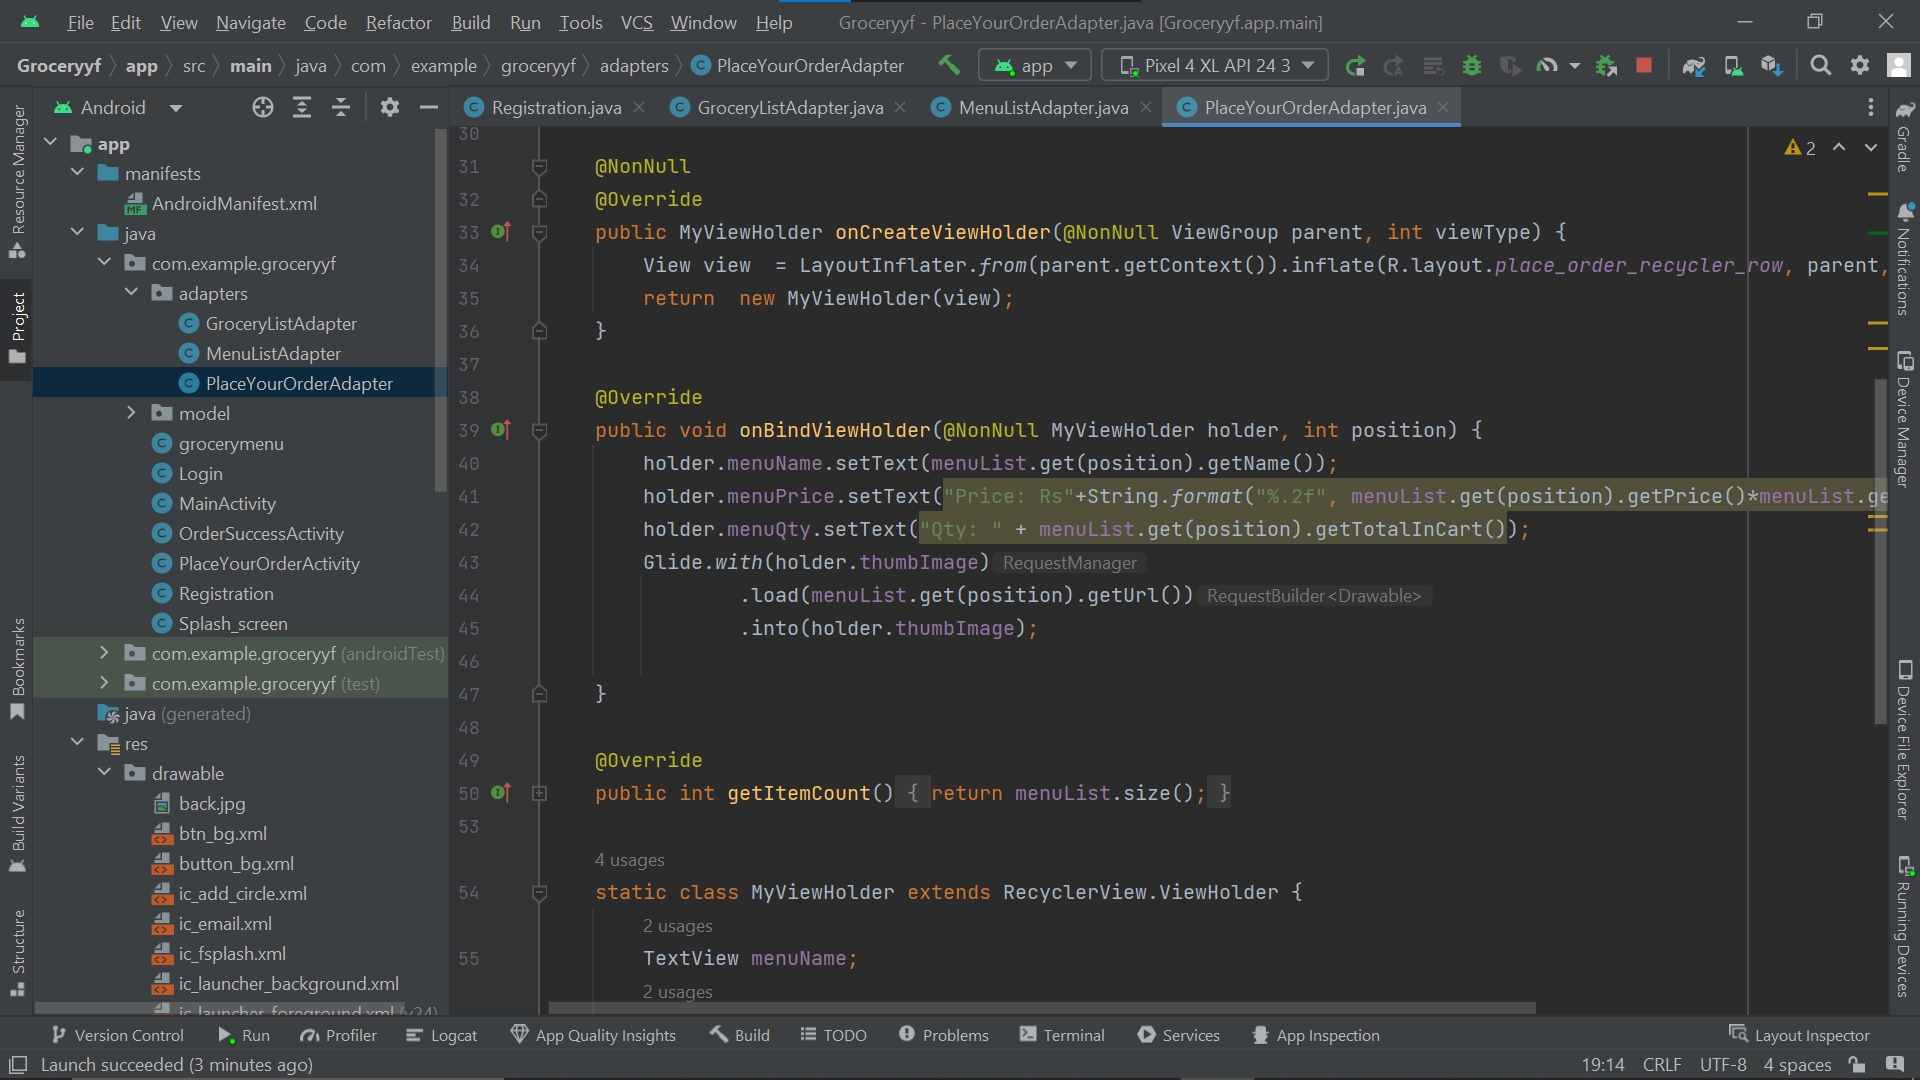 File Edit View Navigate Code Refactor Build Run Tools VCS Window Help Groceryyf - PlaceYourOrderAdapter.java [Groceryyf.app.main]
Groceryyf app src main java com example groceryyf adapters PlaceYourOrderAdapter app Pixel 4 XL API 24 3
Android Registration.java GroceryListAdapter.java MenuListAdapter.java PlaceYourOrderAdapter.java
Resource Manager
Project
Bookmarks
Build Variants
Structure
app
manifests
AndroidManifest.xml
java
com.example.groceryyf
adapters
GroceryListAdapter
MenuListAdapter
PlaceYourOrderAdapter
model
grocerymenu
Login
MainActivity
OrderSuccessActivity
PlaceYourOrderActivity
Registration
Splash_screen
com.example.groceryyf (androidTest)
com.example.groceryyf (test)
java (generated)
res
drawable
back.jpg
btn_bg.xml
button_bg.xml
ic_add_circle.xml
ic_email.xml
ic_fsplash.xml
ic_launcher_background.xml
ic_launcher_foreground.xml (v24)
30
2
31 @NonNull
32 @Override
33 public MyViewHolder onCreateViewHolder(@NonNull ViewGroup parent, int viewType) {
34 View view  = LayoutInflater.from(parent.getContext()).inflate(R.layout.place_order_recycler_row, parent,
35 return  new MyViewHolder(view);
36 }
37
38 @Override
39 public void onBindViewHolder(@NonNull MyViewHolder holder, int position) {
40 holder.menuName.setText(menuList.get(position).getName());
41 holder.menuPrice.setText("Price: Rs"+String.format("%.2f", menuList.get(position).getPrice()*menuList.ge
42 holder.menuQty.setText("Qty: " + menuList.get(position).getTotalInCart());
43 Glide.with(holder.thumbImage) RequestManager
44 .load(menuList.get(position).getUrl()) RequestBuilder<Drawable>
45 .into(holder.thumbImage);
46
47 }
48
49 @Override
50 public int getItemCount() { return menuList.size(); }
53
4 usages
54 static class MyViewHolder extends RecyclerView.ViewHolder {
2 usages
55 TextView menuName;
2 usages
Gradle
Notifications
Device Manager
Device File Explorer
Running Devices
Version Control Run Profiler Logcat App Quality Insights Build TODO Problems Terminal Services App Inspection Layout Inspector
Launch succeeded (3 minutes ago) 19:14 CRLF UTF-8 4 spaces